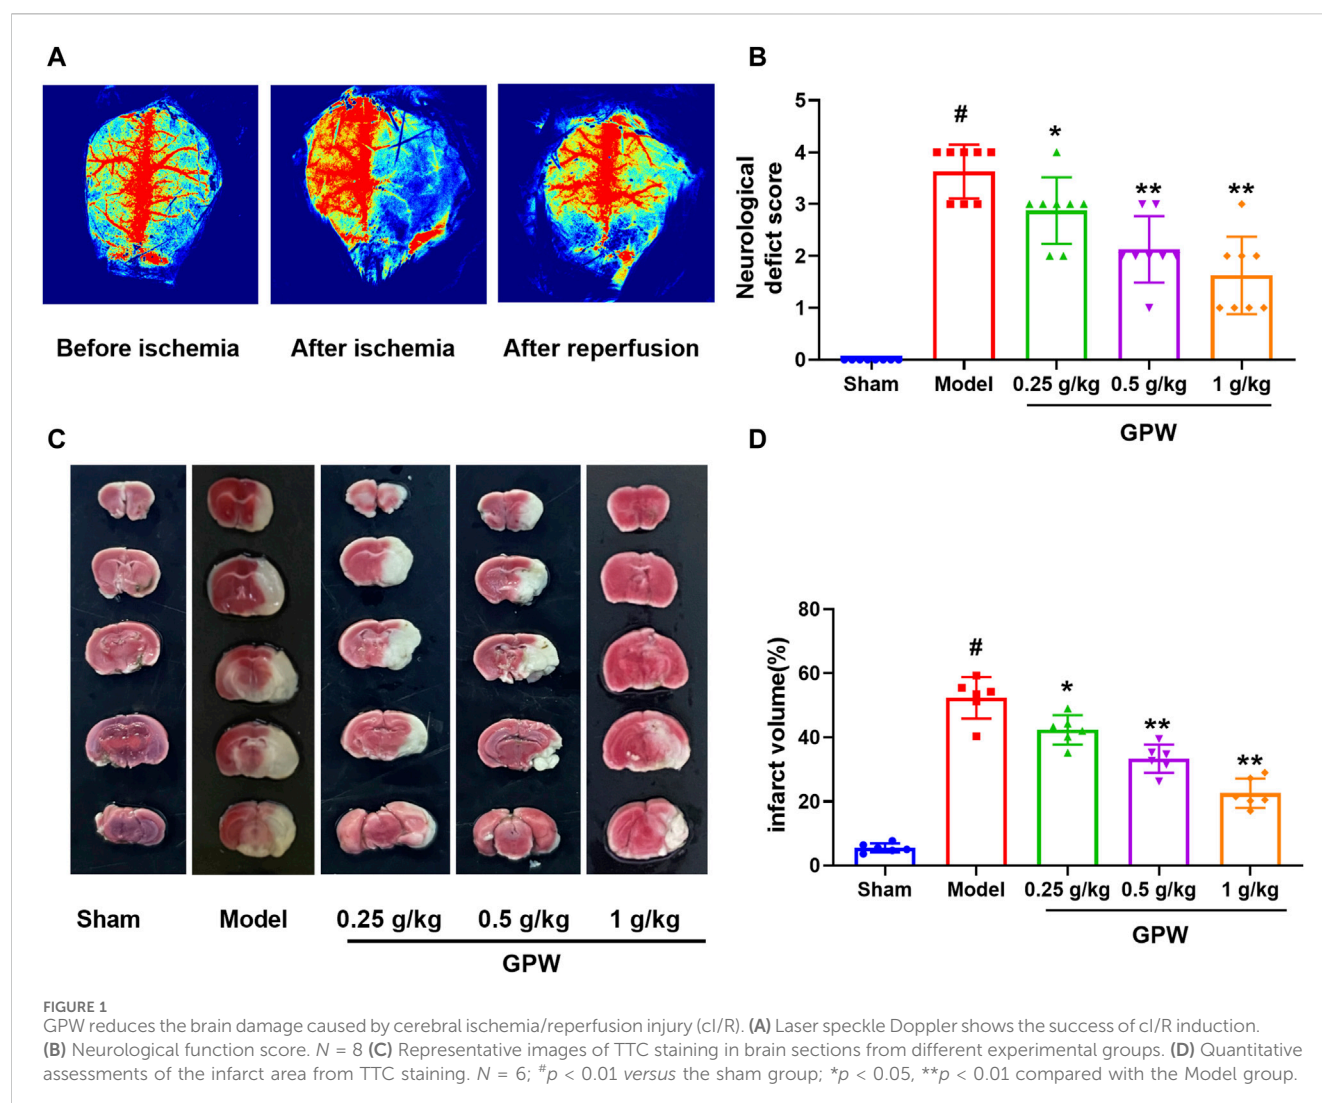 A
Before ischemia
After ischemia
After reperfusion
B
Neurological
deficit score
5
4
3
2
1
0
#
*
**
**
Sham
Model
0.25 g/kg
0.5 g/kg
1 g/kg
GPW
C
Sham
Model
0.25 g/kg
0.5 g/kg
1 g/kg
GPW
D
infarct volume(%)
80
60
40
20
0
#
*
**
**
Sham
Model
0.25 g/kg
0.5 g/kg
1 g/kg
GPW
FIGURE 1
GPW reduces the brain damage caused by cerebral ischemia/reperfusion injury (cI/R). (A) Laser speckle Doppler shows the success of cI/R induction.
(B) Neurological function score. N = 8 (C) Representative images of TTC staining in brain sections from different experimental groups. (D) Quantitative
assessments of the infarct area from TTC staining. N = 6; #p < 0.01 versus the sham group; *p < 0.05, **p < 0.01 compared with the Model group.